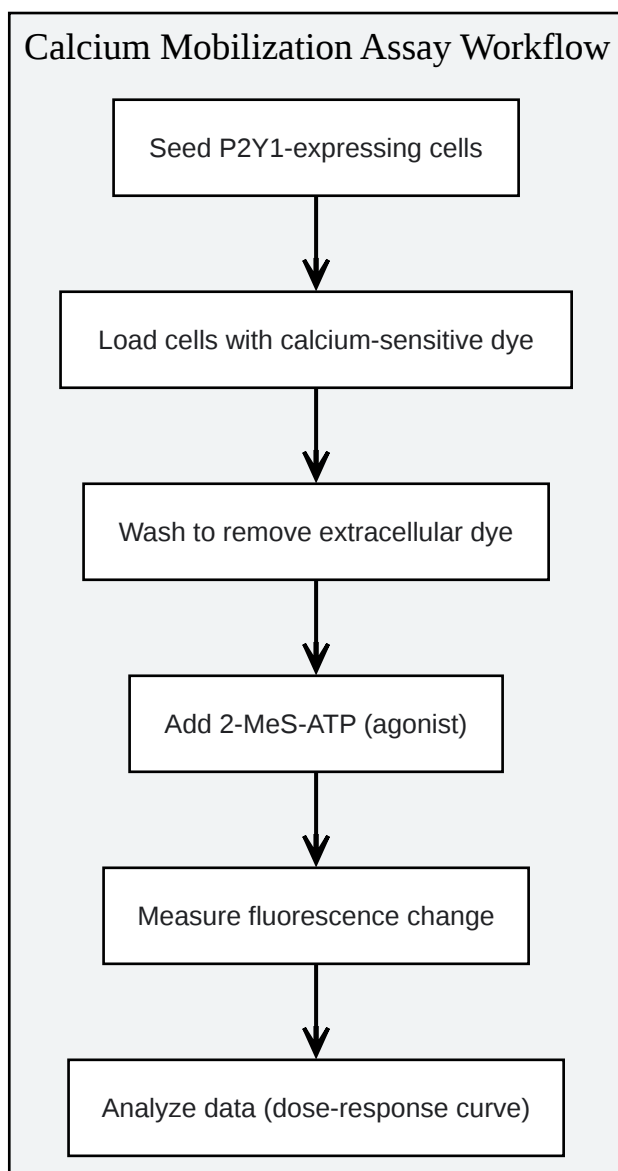 Calcium Mobilization Assay Workflow
Seed P2Y1-expressing cells
Load cells with calcium-sensitive dye
Wash to remove extracellular dye
Add 2-MeS-ATP (agonist)
Measure fluorescence change
Analyze data (dose-response curve)